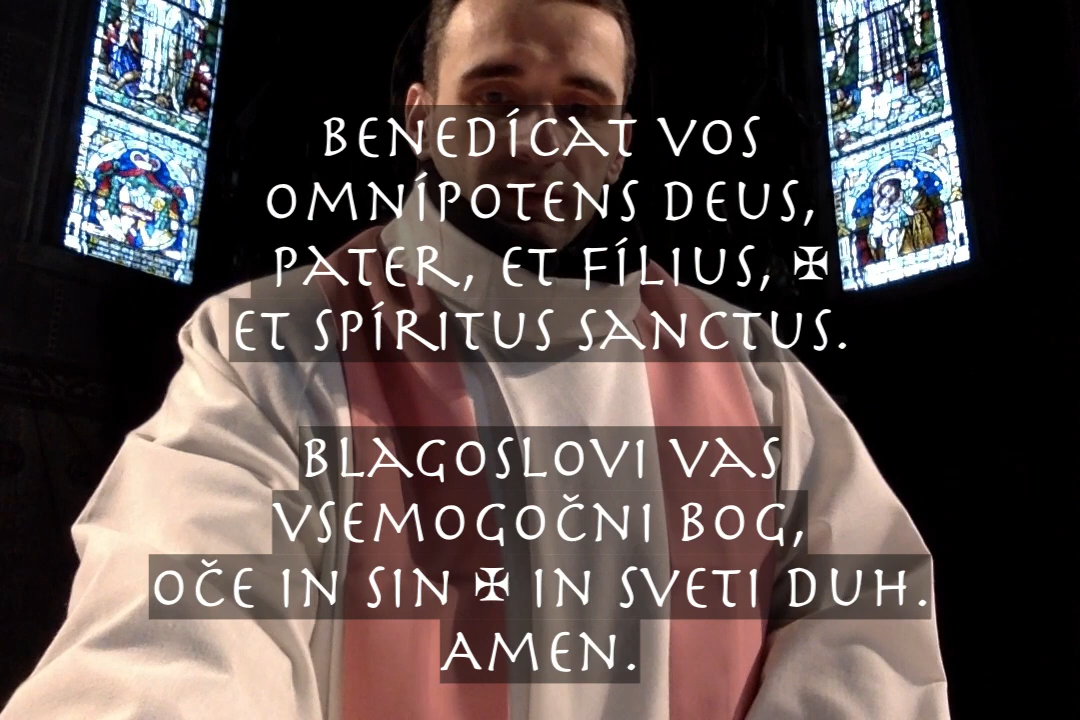 BENEDÍCAT VOS
OMNÍPOTENS DEUS,
PATER, ET FÍLIUS, ✠
ET SPÍRITUS SANCTUS.
BLAGOSLOVI VAS
VSEMOGOČNI BOG,
OČE IN SIN ✠ IN SVETI DUH.
AMEN.